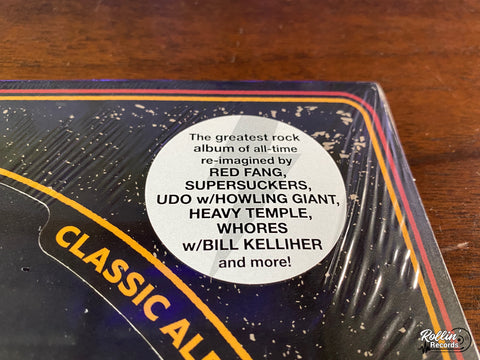 The greatest rock
album of all-time
re-imagined by
RED FANG,
SUPERSUCKERS,
UDO w/HOWLING GIANT,
HEAVY TEMPLE,
WHORES
w/BILL KELLIHER
and more!
CLASSIC AL
Rollin'
Records